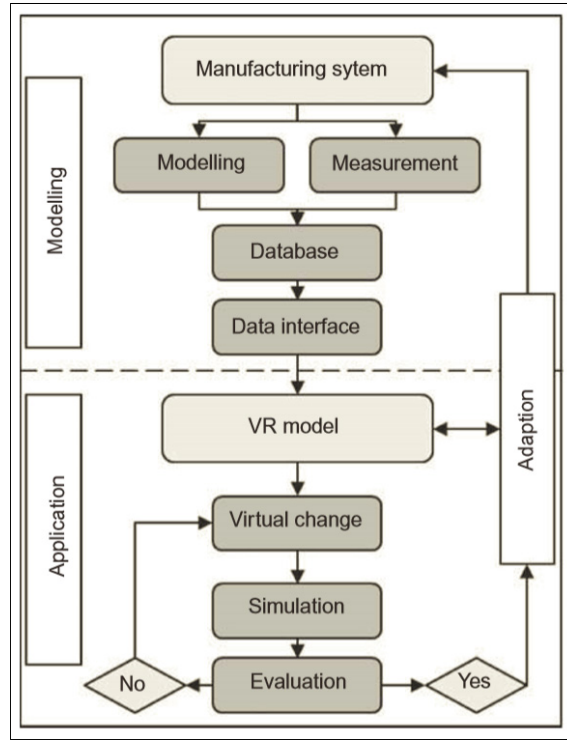 Manufacturing sytem
Modelling
Measurement
Modelling
Database
Data interface
VR model
Adaption
Virtual change
Application
Simulation
No
Evaluation
Yes